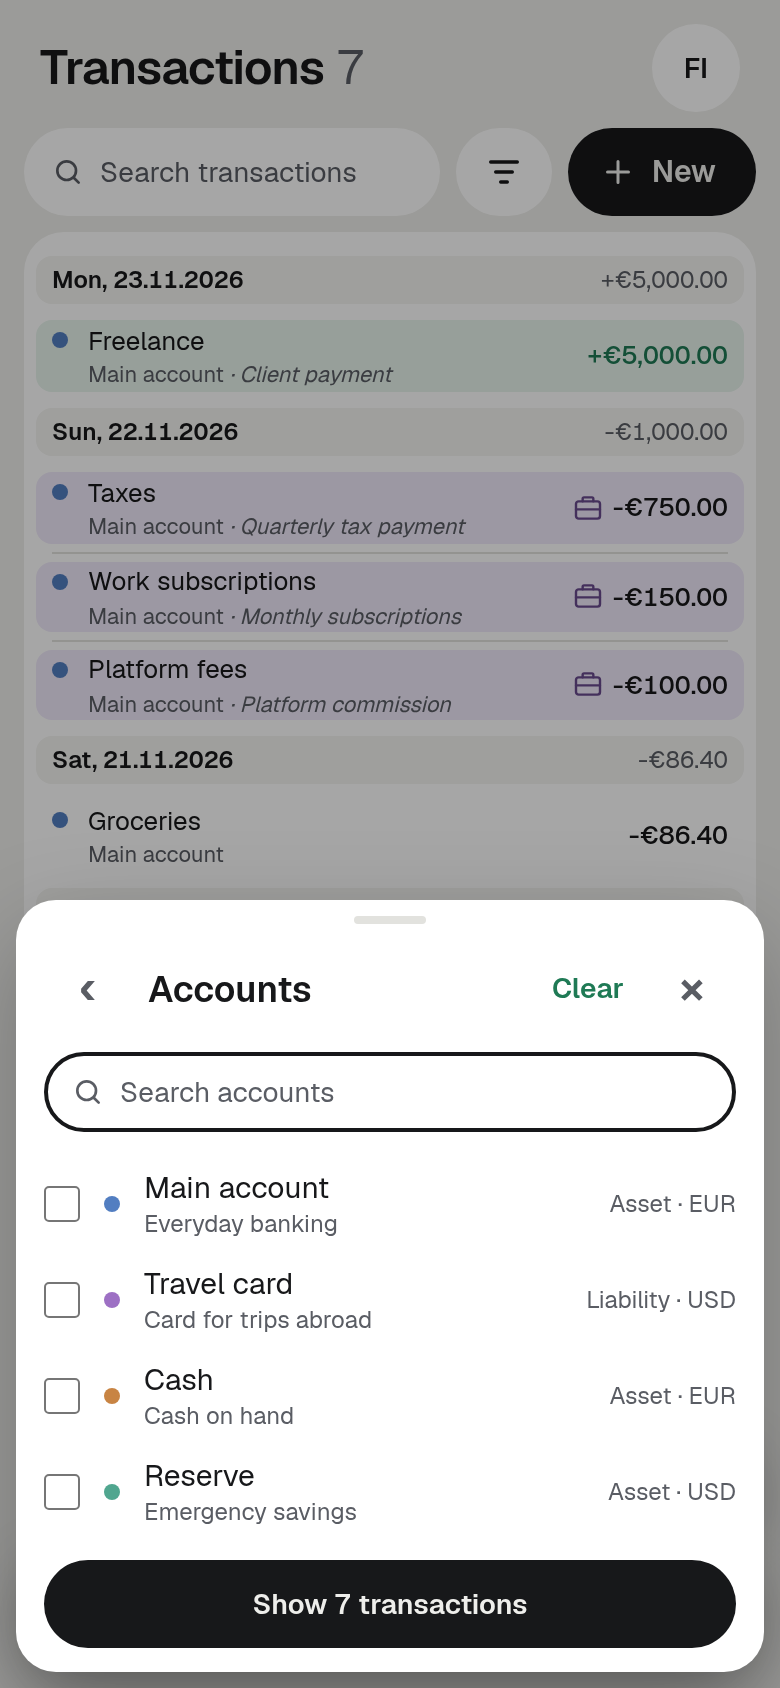 Transactions 7
FI
Search transactions
New
Mon, 23.11.2026 +€5,000.00
Freelance
Main account · Client payment
+€5,000.00
Sun, 22.11.2026 -€1,000.00
Taxes
Main account · Quarterly tax payment
-€750.00
Work subscriptions
Main account · Monthly subscriptions
-€150.00
Platform fees
Main account · Platform commission
-€100.00
Sat, 21.11.2026 -€86.40
Groceries
Main account
-€86.40
Accounts
Clear
Search accounts
Main account
Everyday banking
Asset · EUR
Travel card
Card for trips abroad
Liability · USD
Cash
Cash on hand
Asset · EUR
Reserve
Emergency savings
Asset · USD
Show 7 transactions